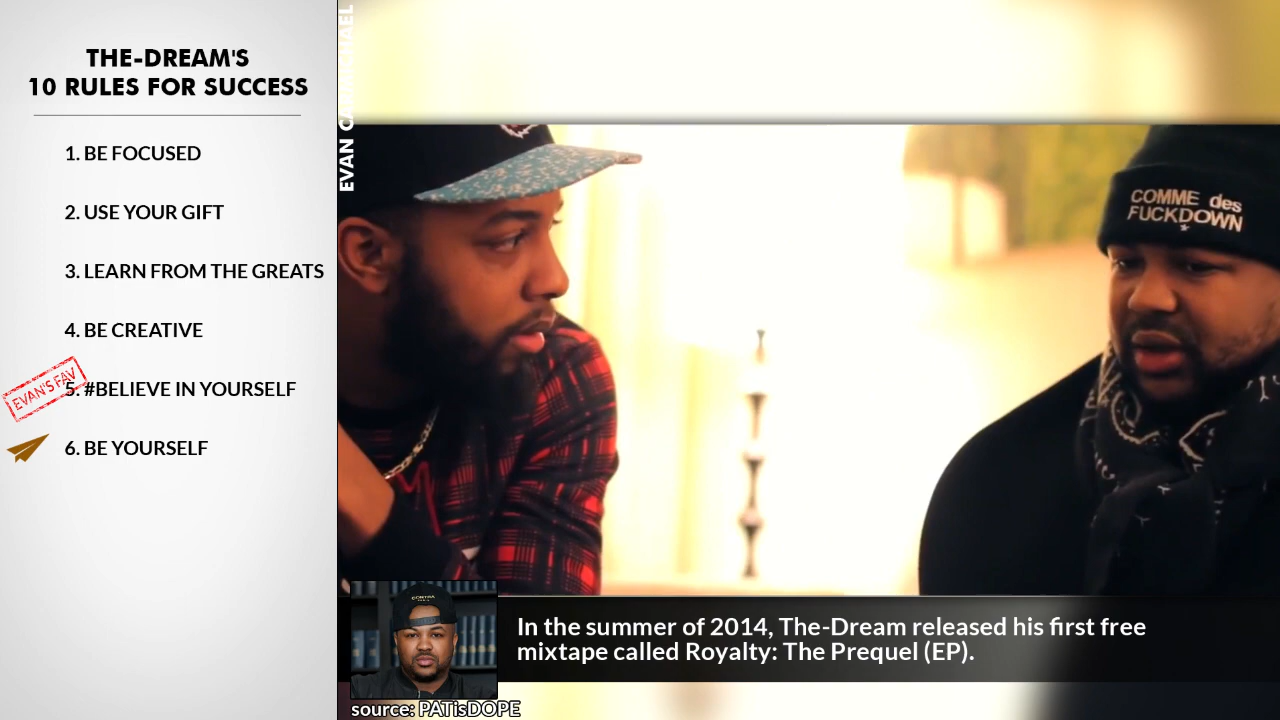 THE-DREAM'S
10 RULES FOR SUCCESS
1. BE FOCUSED
2. USE YOUR GIFT
3. LEARN FROM THE GREATS
4. BE CREATIVE
EVAN'S FAV
5. #BELIEVE IN YOURSELF
6. BE YOURSELF
EVAN CARMICHAEL
COMME des
FUCKDOWN
In the summer of 2014, The-Dream released his first free
mixtape called Royalty: The Prequel (EP).
source: PATisDOPE